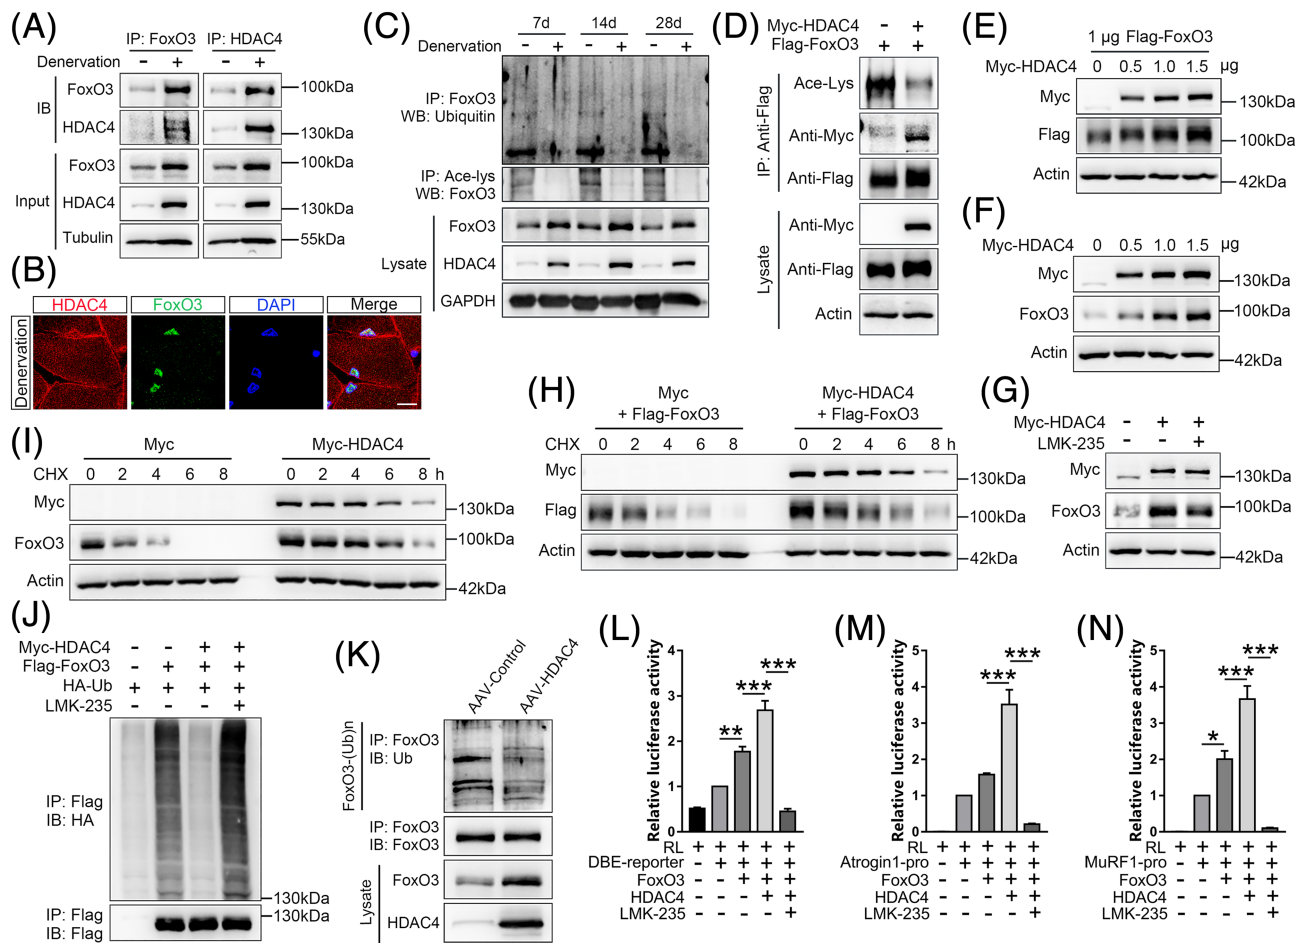 (A)
IP: FoxO3 IP: HDAC4
Denervation - + - +
IB
FoxO3 100kDa
HDAC4 130kDa
Input
FoxO3 100kDa
HDAC4 130kDa
Tubulin 55kDa
(B)
HDAC4 FoxO3 DAPI Merge
Denervation
(C)
7d 14d 28d
Denervation - + - + - +
IP: FoxO3
WB: Ubiquitin
IP: Ace-lys
WB: FoxO3
Lysate
FoxO3
HDAC4
GAPDH
(D)
Myc-HDAC4 - +
Flag-FoxO3 + +
IP: Anti-Flag
Ace-Lys
Anti-Myc
Anti-Flag
Lysate
Anti-Myc
Anti-Flag
Actin
(E)
1 µg Flag-FoxO3
Myc-HDAC4 0 0.5 1.0 1.5 µg
Myc 130kDa
Flag 100kDa
Actin 42kDa
(F)
Myc-HDAC4 0 0.5 1.0 1.5 µg
Myc 130kDa
FoxO3 100kDa
Actin 42kDa
(G)
Myc-HDAC4 - + +
LMK-235 - - +
Myc 130kDa
FoxO3 100kDa
Actin 42kDa
(H)
Myc Myc-HDAC4
+ Flag-FoxO3 + Flag-FoxO3
CHX 0 2 4 6 8 0 2 4 6 8 h
Myc 130kDa
Flag 100kDa
Actin 42kDa
(I)
Myc Myc-HDAC4
CHX 0 2 4 6 8 0 2 4 6 8 h
Myc 130kDa
FoxO3 100kDa
Actin 42kDa
(J)
Myc-HDAC4 - - + +
Flag-FoxO3 - + + +
HA-Ub + + + +
LMK-235 - - - +
IP: Flag
IB: HA
130kDa
IP: Flag 130kDa
IB: Flag
(K)
AAV-Control AAV-HDAC4
FoxO3-(Ub)n
IP: FoxO3
IB: Ub
IP: FoxO3
IB: FoxO3
Lysate
FoxO3
HDAC4
(L)
Relative luciferase activity
4
3
2
1
0
** *** ***
RL + + + + +
DBE-reporter - + + + +
FoxO3 - - + + +
HDAC4 - - - + +
LMK-235 - - - - +
(M)
Relative luciferase activity
5
4
3
2
1
0
*** ***
RL + + + + +
Atrogin1-pro - + + + +
FoxO3 - - + + +
HDAC4 - - - + +
LMK-235 - - - - +
(N)
Relative luciferase activity
5
4
3
2
1
0
* *** ***
RL + + + + +
MuRF1-pro - + + + +
FoxO3 - - + + +
HDAC4 - - - + +
LMK-235 - - - - +